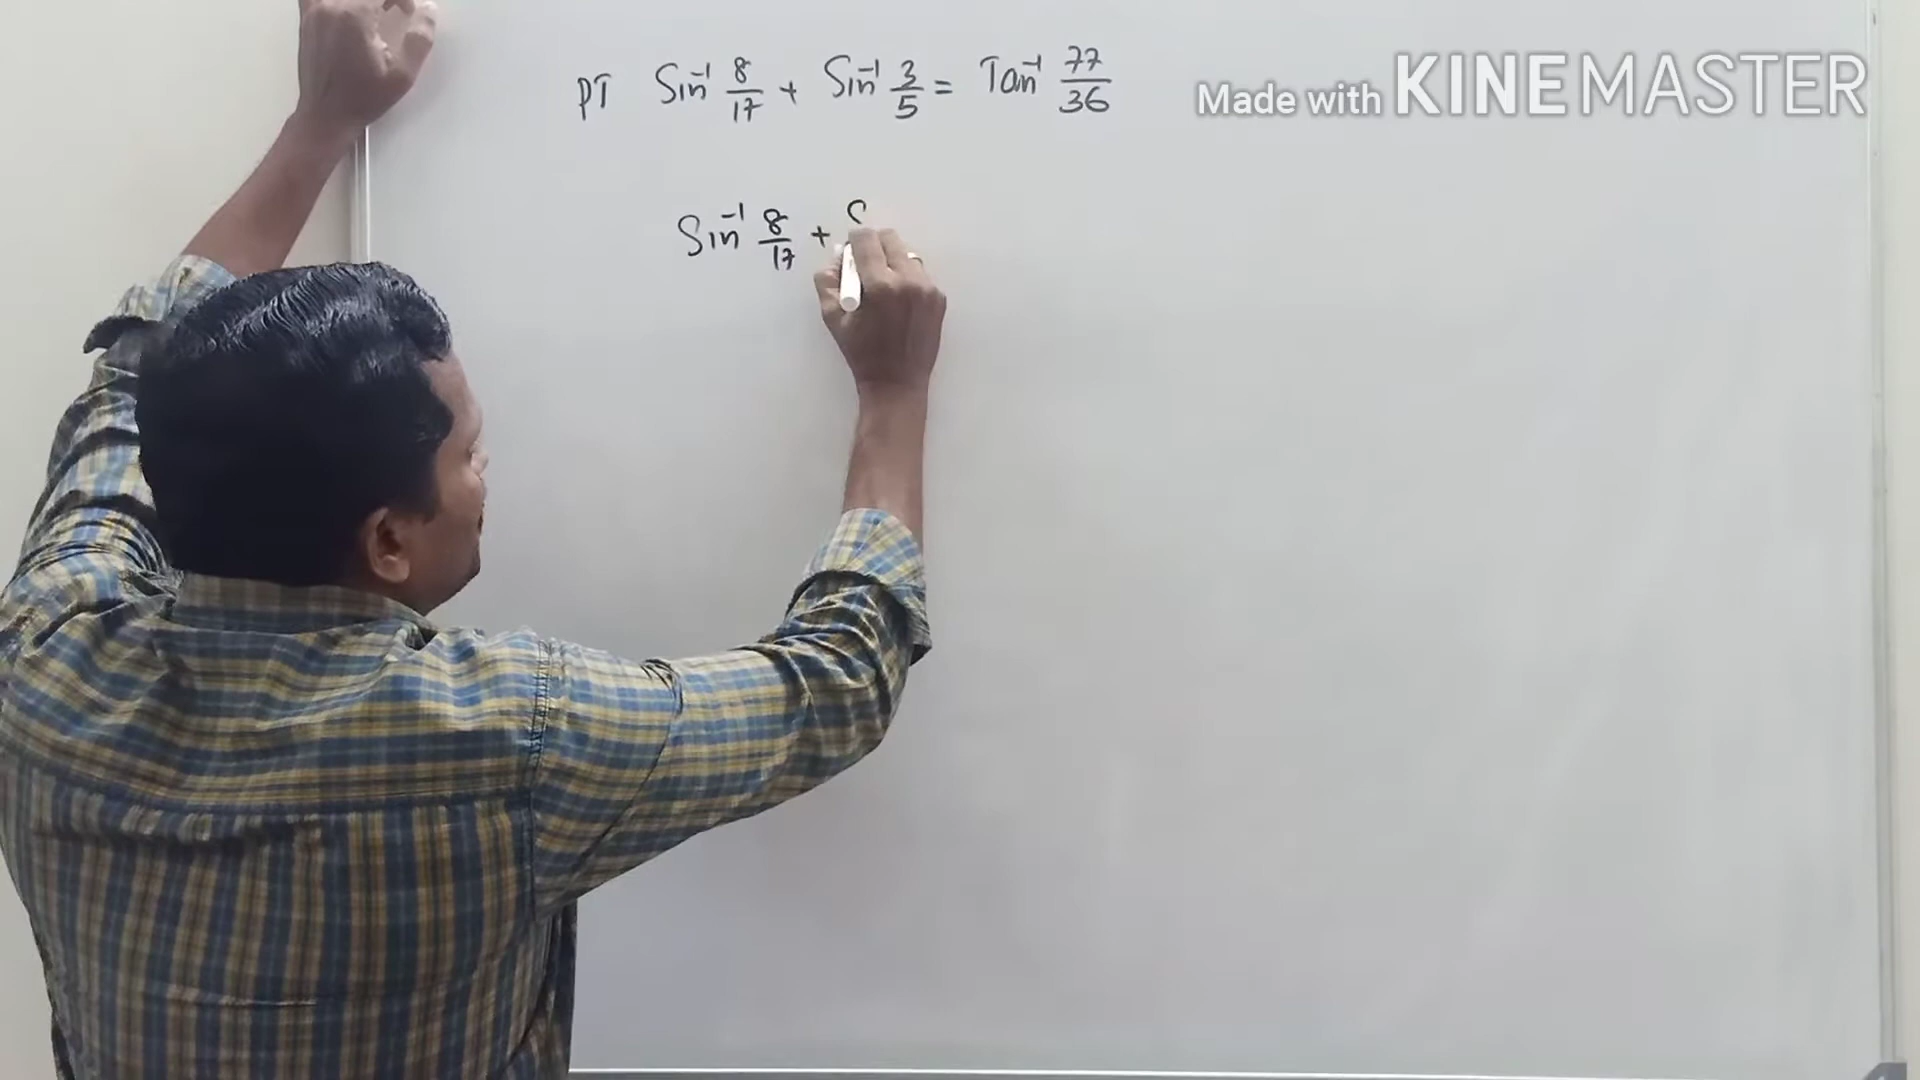 PT Sin⁻¹ 8/17 + Sin⁻¹ 3/5 = Tan⁻¹ 77/36
Made with KINEMASTER
Sin⁻¹ 8/17 + S